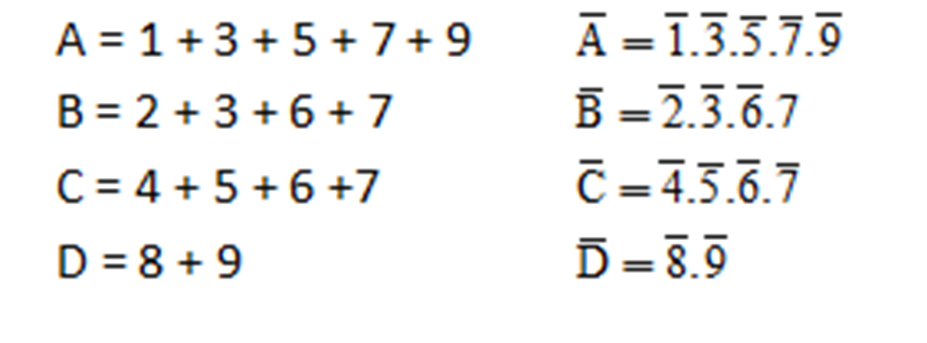 A = 1 + 3 + 5 + 7 + 9 A̅ = 1̅.3̅.5̅.7̅.9̅
B = 2 + 3 + 6 + 7 B̅ = 2̅.3̅.6̅.7
C = 4 + 5 + 6 +7 C̅ = 4̅.5̅.6̅.7̅
D = 8 + 9 D̅ = 8̅.9̅